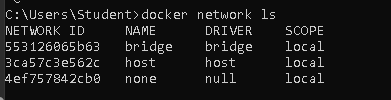 C:\Users\Student>docker network ls
NETWORK ID     NAME      DRIVER    SCOPE
553126065b63   bridge    bridge    local
3ca57c3e562c   host      host      local
4ef757842cb0   none      null      local